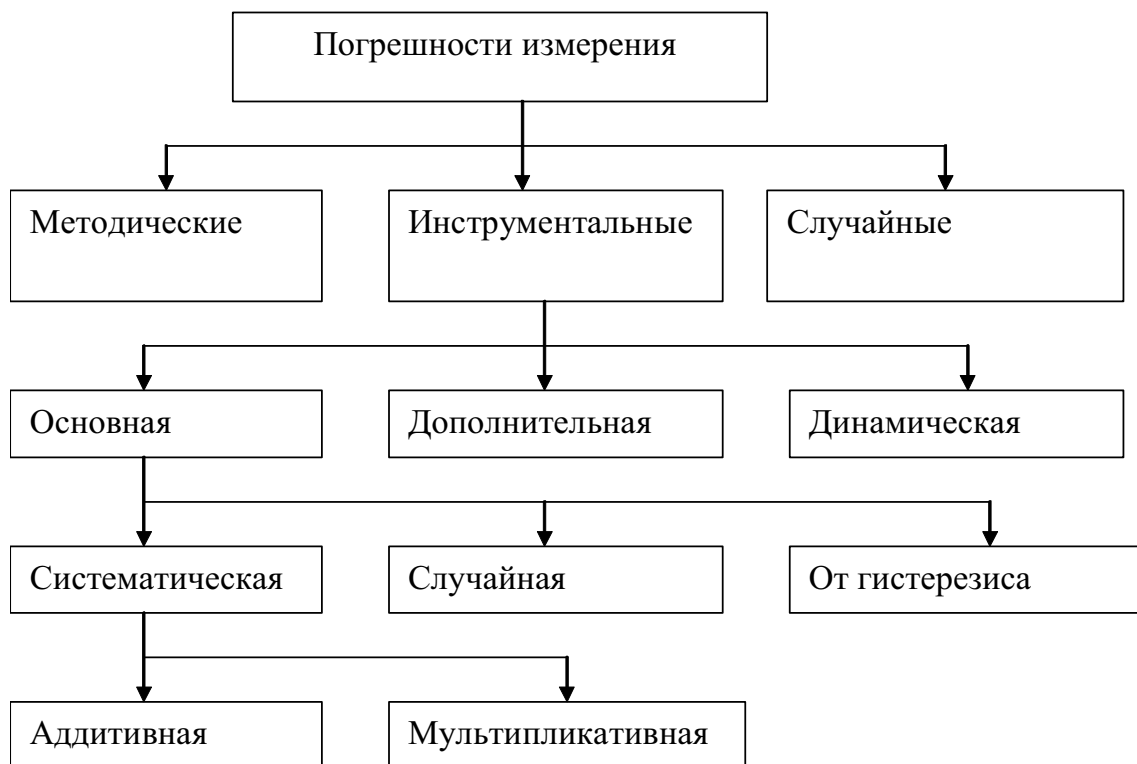 Погрешности измерения
Методические
Инструментальные
Случайные
Основная
Дополнительная
Динамическая
Систематическая
Случайная
От гистерезиса
Аддитивная
Мультипликативная